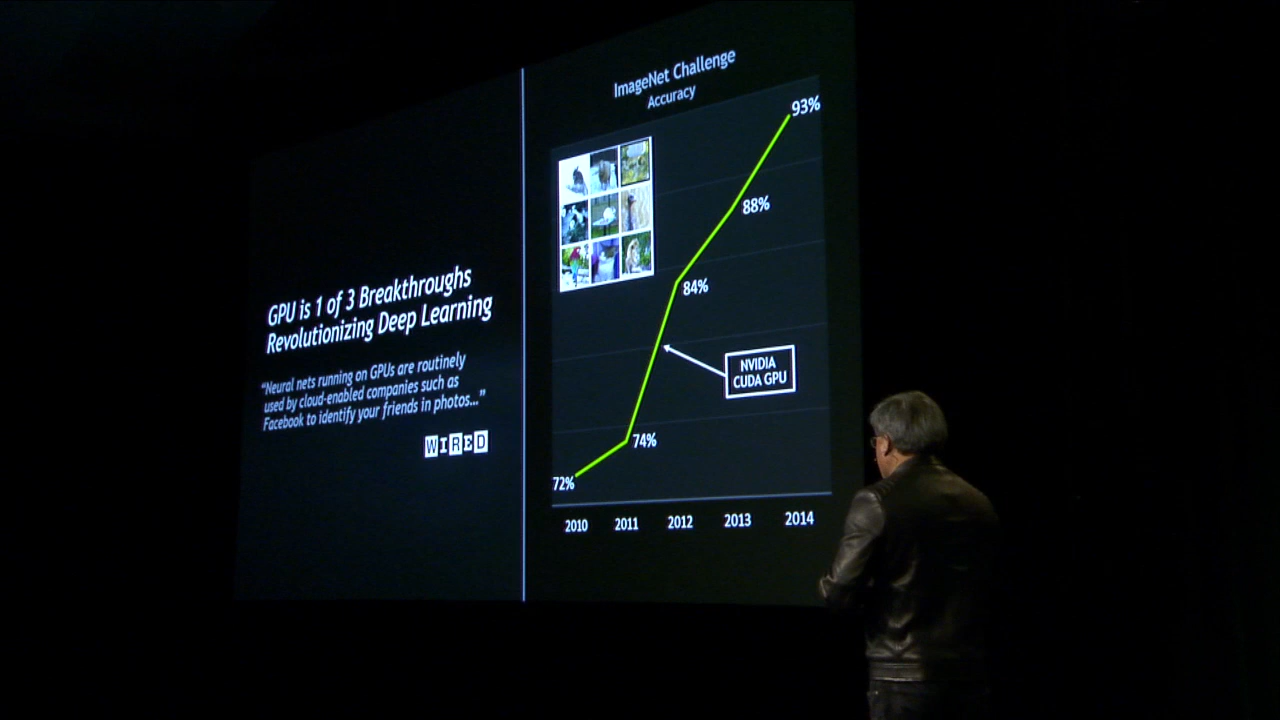 GPU is 1 of 3 Breakthroughs
Revolutionizing Deep Learning
“Neural nets running on GPUs are routinely
used by cloud-enabled companies such as
Facebook to identify your friends in photos...”
WIRED
ImageNet Challenge
Accuracy
93%
88%
84%
NVIDIA
CUDA GPU
74%
72%
2010 2011 2012 2013 2014